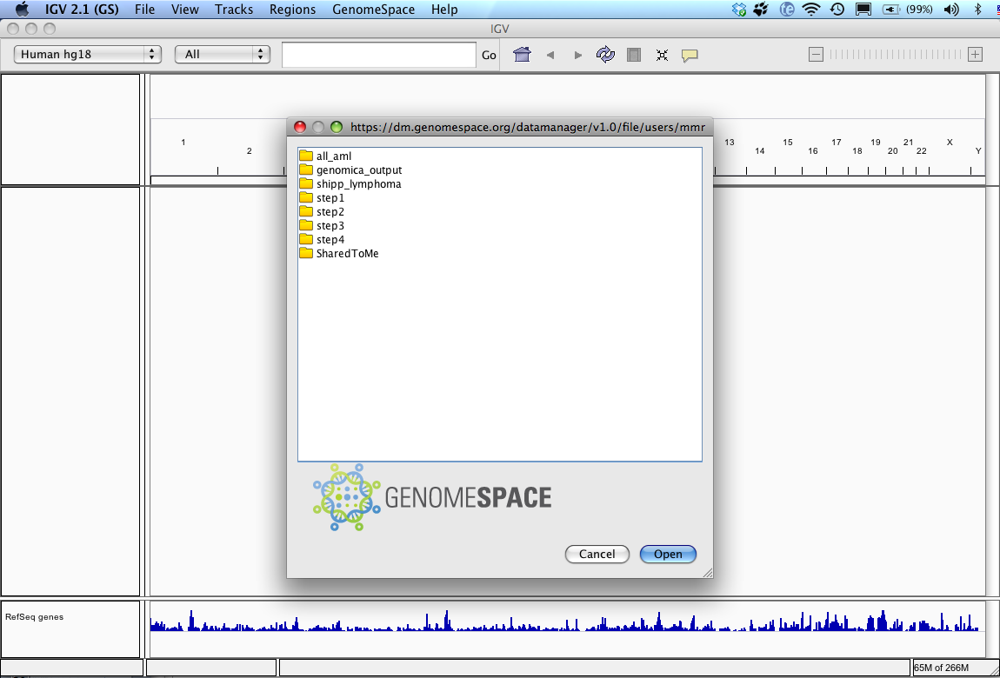 IGV 2.1 (GS) File View Tracks Regions GenomeSpace Help (99%)
IGV
Human hg18 All Go
https://dm.genomespace.org/datamanager/v1.0/file/users/mmr
1 2 13 14 15 16 17 18 19 20 21 22 X Y
all_aml
genomica_output
shipp_lymphoma
step1
step2
step3
step4
SharedToMe
GENOMESPACE
Cancel Open
RefSeq genes
65M of 266M